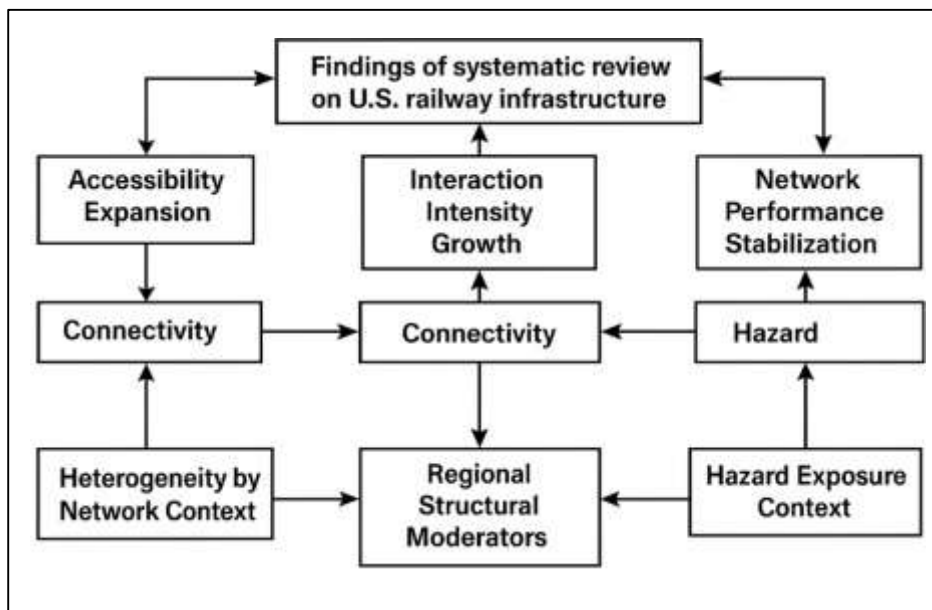 Findings of systematic review
on U.S. railway infrastructure
Accessibility
Expansion
Interaction
Intensity
Growth
Network
Performance
Stabilization
Connectivity
Connectivity
Hazard
Heterogeneity by
Network Context
Regional
Structural
Moderators
Hazard Exposure
Context